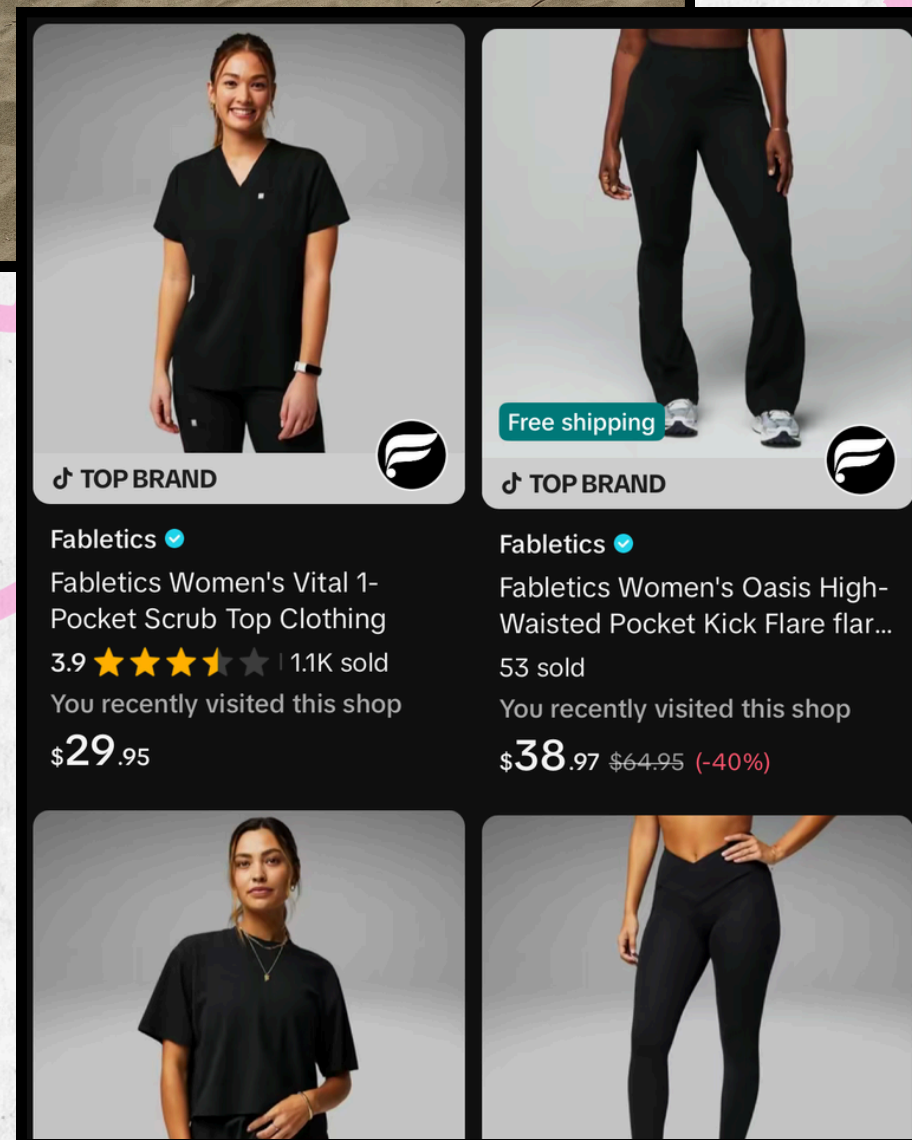 TOP BRAND
Fabletics
Fabletics Women's Vital 1-
Pocket Scrub Top Clothing
3.9 | 1.1K sold
You recently visited this shop
$29.95
Free shipping
TOP BRAND
Fabletics
Fabletics Women's Oasis High-
Waisted Pocket Kick Flare flar...
53 sold
You recently visited this shop
$38.97 $64.95 (-40%)